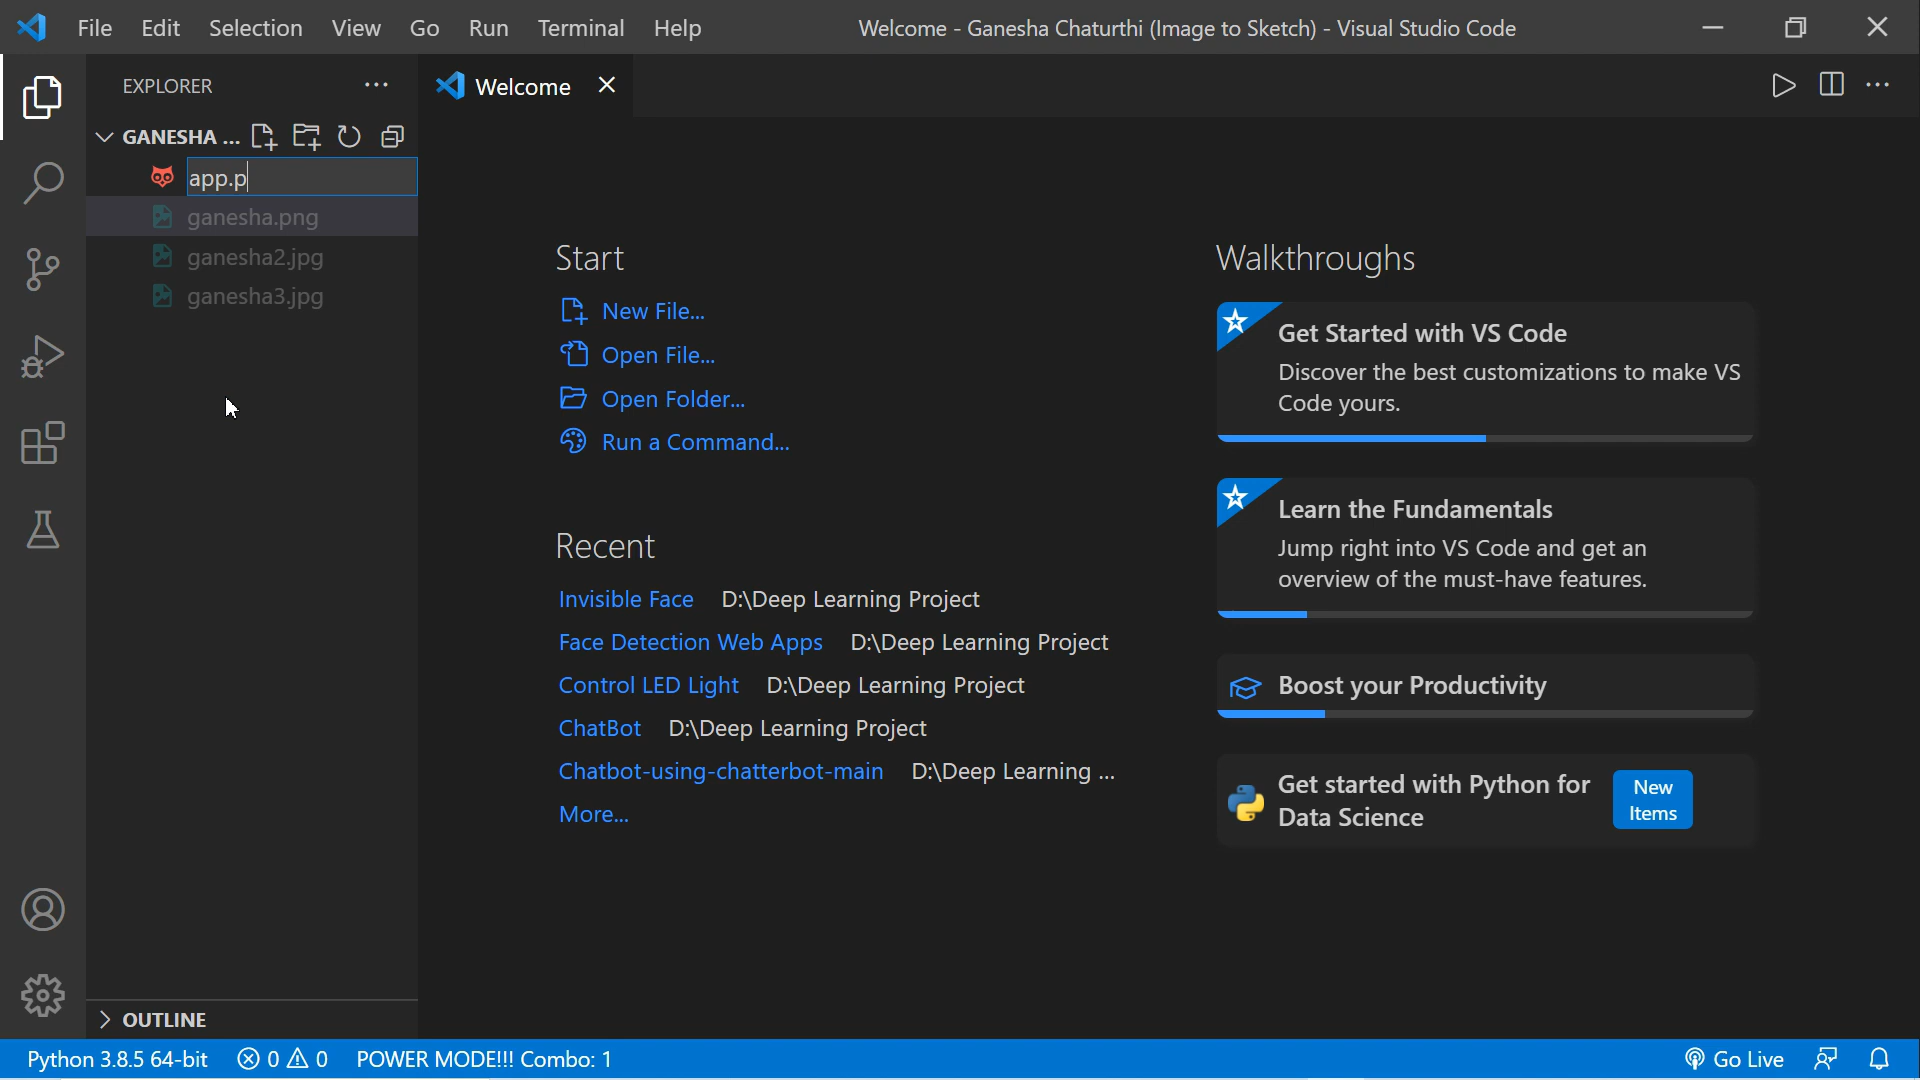 File Edit Selection View Go Run Terminal Help Welcome - Ganesha Chaturthi (Image to Sketch) - Visual Studio Code
EXPLORER
Welcome
GANESHA ...
app.p
ganesha.png
ganesha2.jpg
ganesha3.jpg
OUTLINE
Start
New File...
Open File...
Open Folder...
Run a Command...
Recent
Invisible Face D:\Deep Learning Project
Face Detection Web Apps D:\Deep Learning Project
Control LED Light D:\Deep Learning Project
ChatBot D:\Deep Learning Project
Chatbot-using-chatterbot-main D:\Deep Learning ...
More...
Walkthroughs
Get Started with VS Code
Discover the best customizations to make VS
Code yours.
Learn the Fundamentals
Jump right into VS Code and get an
overview of the must-have features.
Boost your Productivity
Get started with Python for
Data Science
New
Items
Python 3.8.5 64-bit 0 0 POWER MODE!!! Combo: 1 Go Live